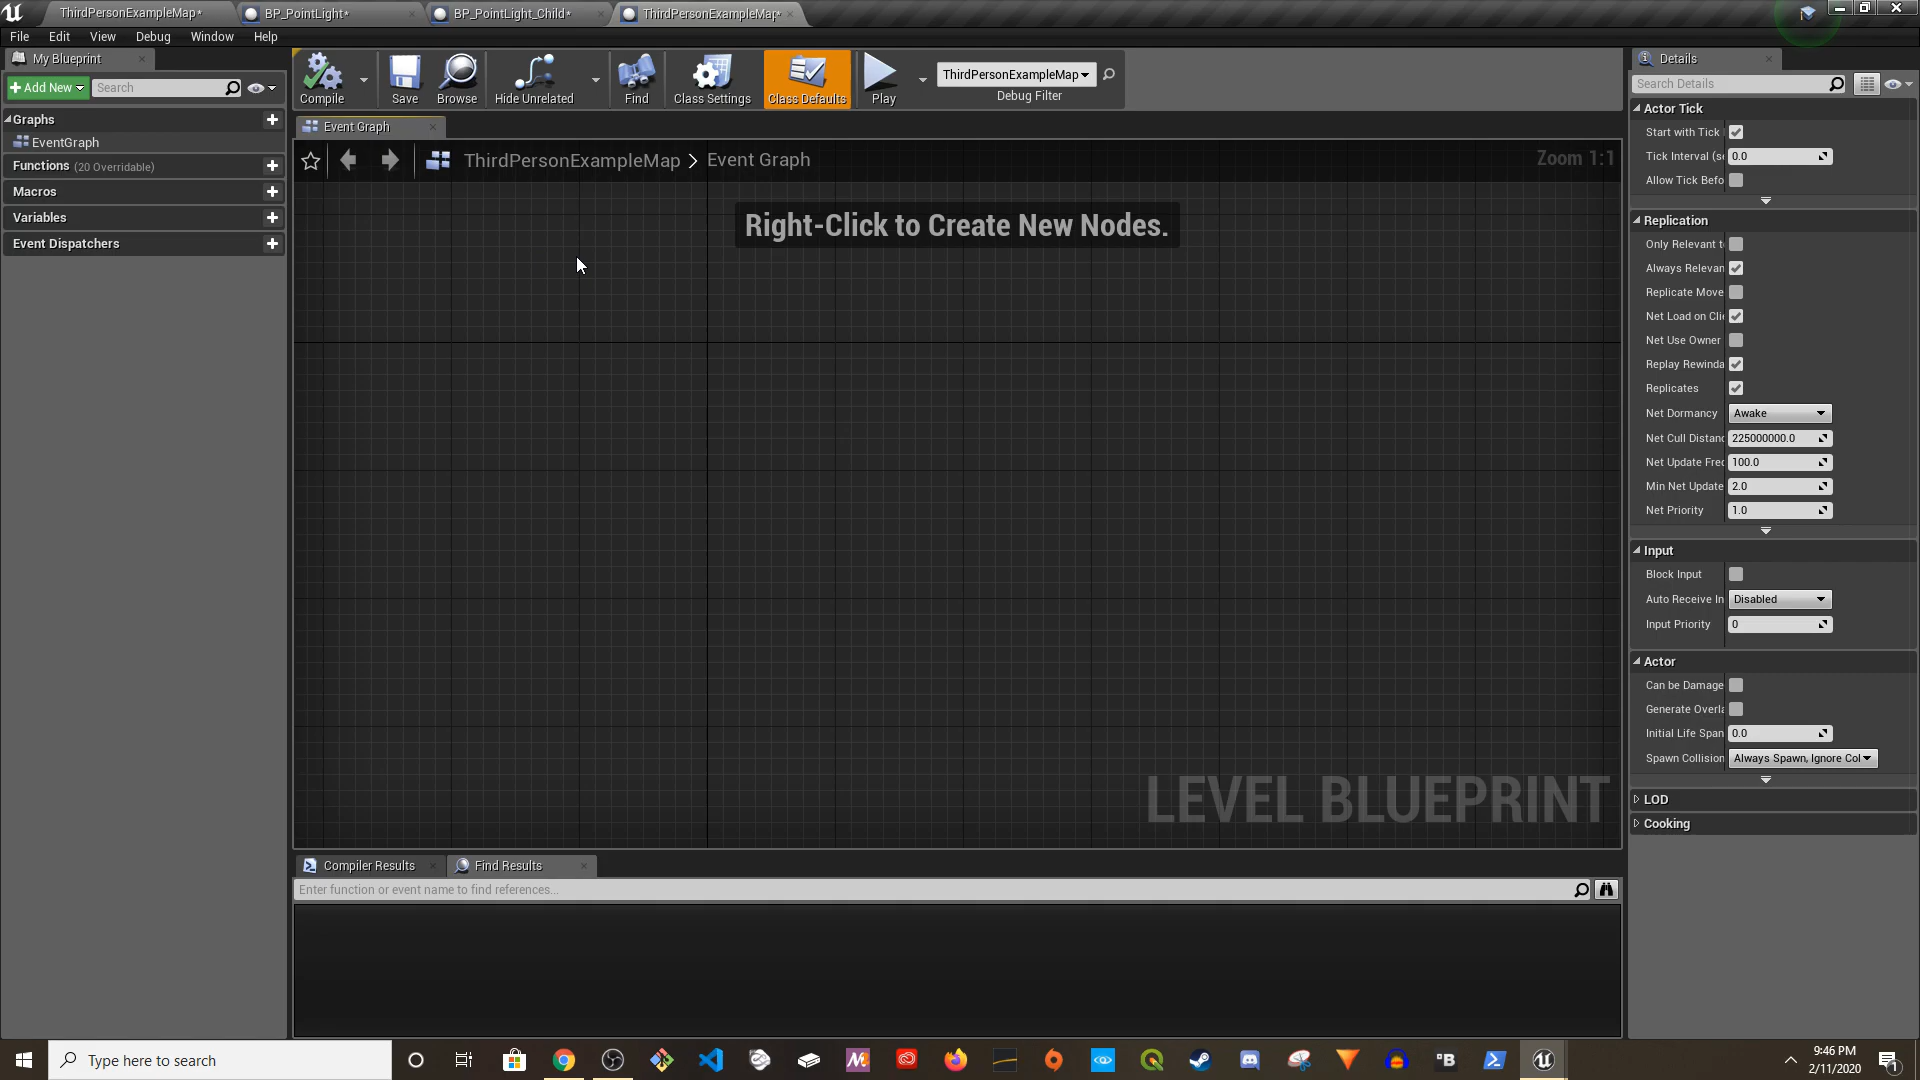 ThirdPersonExampleMap*
BP_PointLight*
BP_PointLight_Child*
ThirdPersonExampleMap*
File Edit View Debug Window Help
My Blueprint
Add New
Search
Graphs
EventGraph
Functions (20 Overridable)
Macros
Variables
Event Dispatchers
Compile
Save
Browse
Hide Unrelated
Find
Class Settings
Class Defaults
Play
ThirdPersonExampleMap
Debug Filter
Event Graph
ThirdPersonExampleMap > Event Graph
Zoom 1:1
Right-Click to Create New Nodes.
LEVEL BLUEPRINT
Compiler Results
Find Results
Enter function or event name to find references...
Details
Search Details
Actor Tick
Start with Tick
Tick Interval (se 0.0
Allow Tick Befo
Replication
Only Relevant to
Always Relevan
Replicate Move
Net Load on Clie
Net Use Owner
Replay Rewinda
Replicates
Net Dormancy Awake
Net Cull Distanc 225000000.0
Net Update Frec 100.0
Min Net Update 2.0
Net Priority 1.0
Input
Block Input
Auto Receive In Disabled
Input Priority 0
Actor
Can be Damage
Generate Overla
Initial Life Span 0.0
Spawn Collision Always Spawn, Ignore Col
LOD
Cooking
Type here to search
9:46 PM
2/11/2020
1